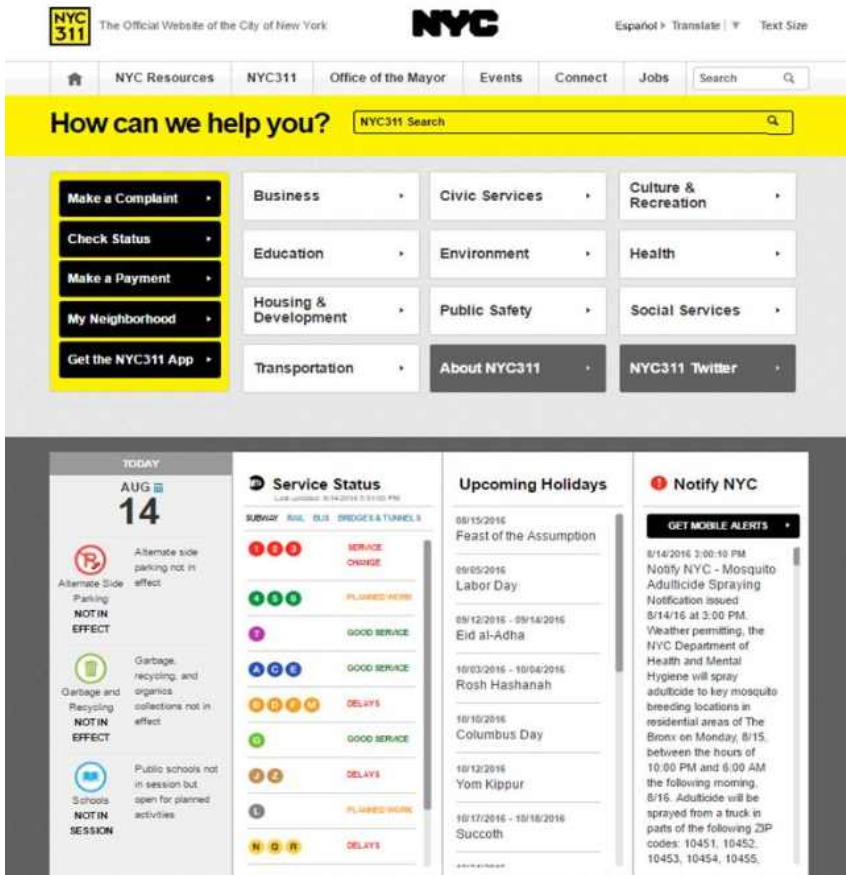 NYC
311
The Official Website of the City of New York
NYC
Español
Translate
Text Size
NYC Resources
NYC311
Office of the Mayor
Events
Connect
Jobs
Search
How can we help you?
NYC311 Search
Make a Complaint
Check Status
Make a Payment
My Neighborhood
Get the NYC311 App
Business
Civic Services
Culture &
Recreation
Education
Environment
Health
Housing &
Development
Public Safety
Social Services
Transportation
About NYC311
NYC311 Twitter
TODAY
AUG
14
Alternate Side
Parking
NOT IN
EFFECT
Alternate side
parking not in
effect
Garbage and
Recycling
NOT IN
EFFECT
Garbage,
recycling, and
organics
collections not in
effect
Schools
NOT IN
SESSION
Public schools not
in session but
open for planned
activities
Service Status
Last updated: 8/14/2016
SUBWAY RAIL BUS BRIDGES & TUNNELS
1 2 3 SERVICE
CHANGE
4 5 6 PLANNED WORK
7 GOOD SERVICE
A C E GOOD SERVICE
B D F M DELAYS
G GOOD SERVICE
J Z DELAYS
L PLANNED WORK
N Q R DELAYS
Upcoming Holidays
08/15/2016
Feast of the Assumption
09/05/2016
Labor Day
09/12/2016 - 09/14/2016
Eid al-Adha
10/03/2016 - 10/04/2016
Rosh Hashanah
10/10/2016
Columbus Day
10/12/2016
Yom Kippur
10/17/2016 - 10/18/2016
Succoth
Notify NYC
GET MOBILE ALERTS
8/14/2016 3:00:10 PM
Notify NYC - Mosquito
Adulticide Spraying
Notification issued
8/14/16 at 3:00 PM.
Weather permitting, the
NYC Department of
Health and Mental
Hygiene will spray
adulticide to key mosquito
breeding locations in
residential areas of The
Bronx on Monday, 8/15,
between the hours of
10:00 PM and 6:00 AM
the following morning,
8/16. Adulticide will be
sprayed from a truck in
parts of the following ZIP
codes: 10451, 10452,
10453, 10454, 10455,